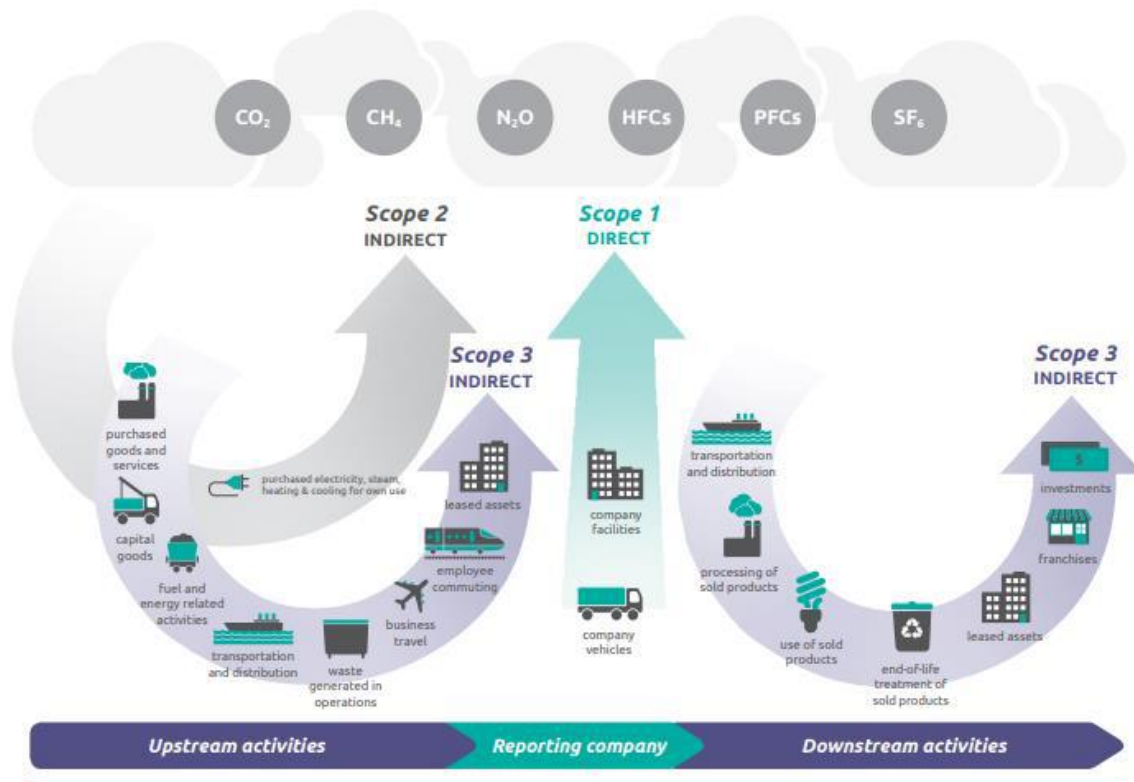 CO₂
CH₄
N₂O
HFCs
PFCs
SF₆
Scope 2
INDIRECT
Scope 1
DIRECT
Scope 3
INDIRECT
Scope 3
INDIRECT
purchased
goods and
services
capital
goods
fuel and
energy related
activities
purchased electricity, steam,
heating & cooling for own use
transportation
and distribution
waste
generated in
operations
business
travel
employee
commuting
leased assets
company
facilities
company
vehicles
transportation
and distribution
processing of
sold products
use of sold
products
end-of-life
treatment of
sold products
leased assets
franchises
$
investments
Upstream activities
Reporting company
Downstream activities